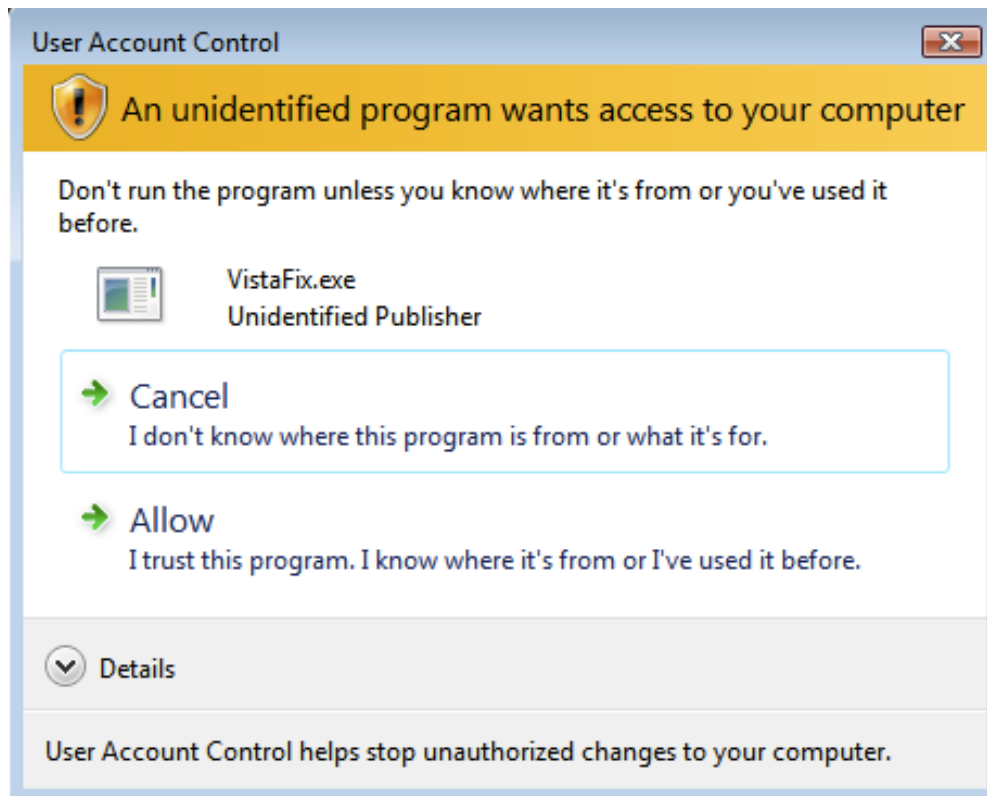 User Account Control
An unidentified program wants access to your computer
Don't run the program unless you know where it's from or you've used it
before.
VistaFix.exe
Unidentified Publisher
Cancel
I don't know where this program is from or what it's for.
Allow
I trust this program. I know where it's from or I've used it before.
Details
User Account Control helps stop unauthorized changes to your computer.